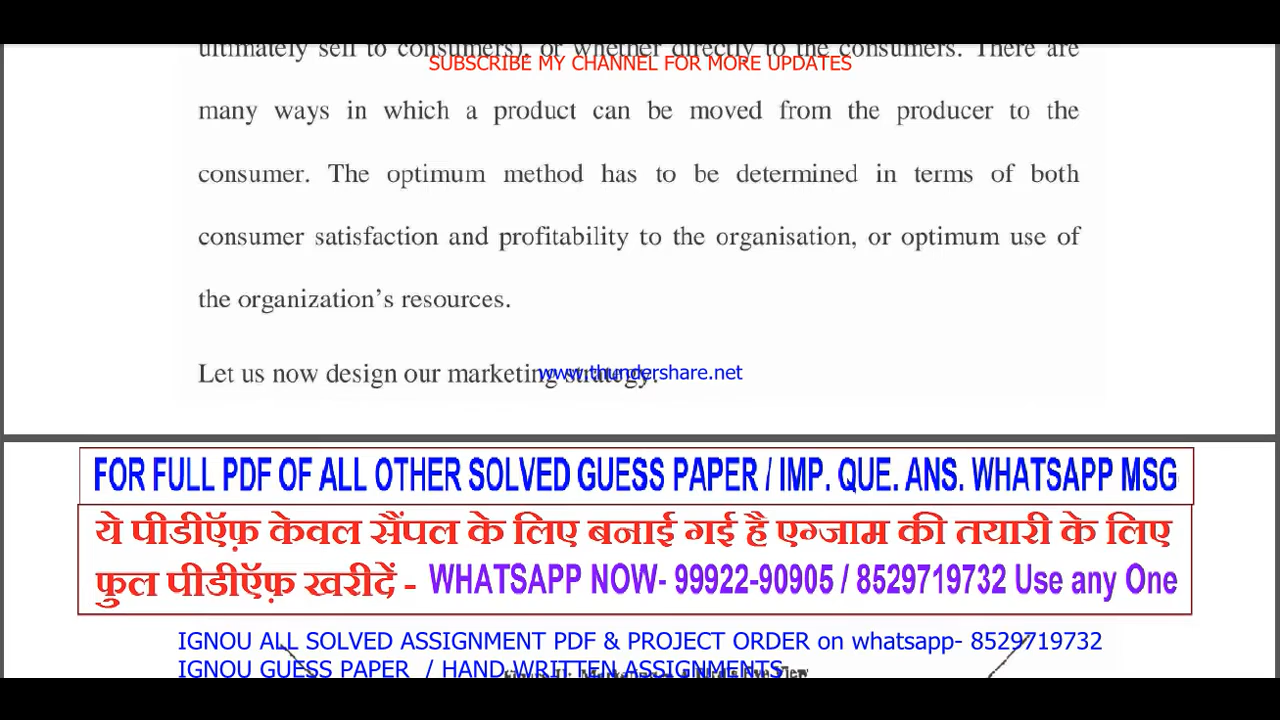 ultimately sell to consumers), or whether directly to the consumers. There are
SUBSCRIBE MY CHANNEL FOR MORE UPDATES
many ways in which a product can be moved from the producer to the
consumer. The optimum method has to be determined in terms of both
consumer satisfaction and profitability to the organisation, or optimum use of
the organization's resources.
Let us now design our marketing strategy.
www.thundershare.net
FOR FULL PDF OF ALL OTHER SOLVED GUESS PAPER / IMP. QUE. ANS. WHATSAPP MSG
ये पीडीऍफ़ केवल सैंपल के लिए बनाई गई है एग्जाम की तयारी के लिए
फुल पीडीऍफ़ खरीदें - WHATSAPP NOW- 99922-90905 / 8529719732 Use any One
IGNOU ALL SOLVED ASSIGNMENT PDF & PROJECT ORDER on whatsapp- 8529719732
IGNOU GUESS PAPER / HAND WRITTEN ASSIGNMENTS